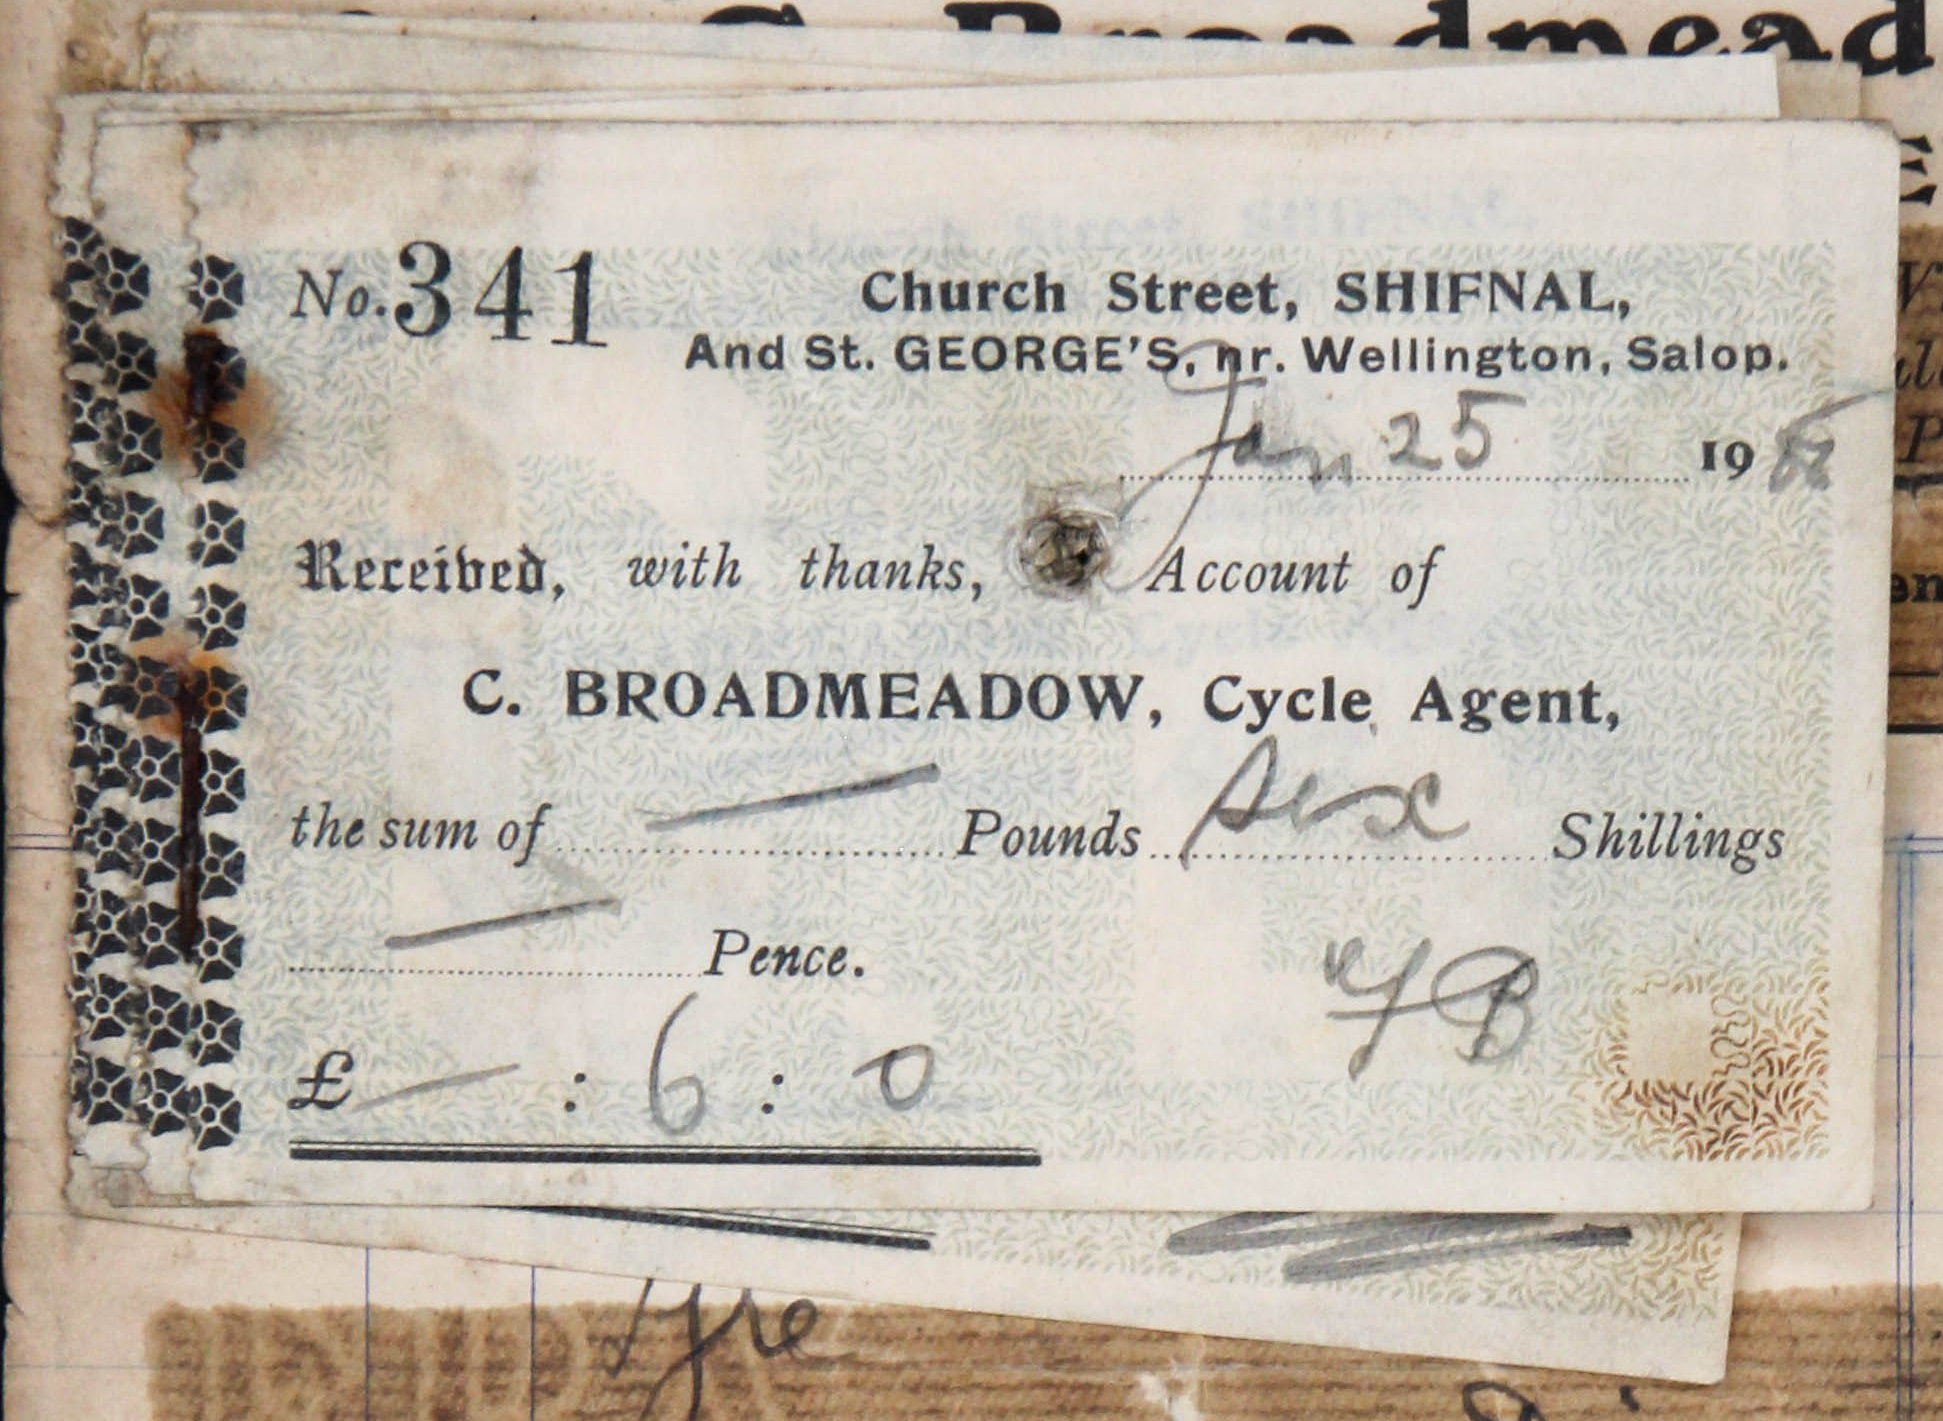 C. Broadmead
No. 341
Church Street, SHIFNAL,
And St. GEORGE'S, nr. Wellington, Salop.
Jan 25 19
Received, with thanks, Account of
C. BROADMEADOW, Cycle Agent,
the sum of — Pounds six Shillings
— Pence.
£ — : 6 : 0